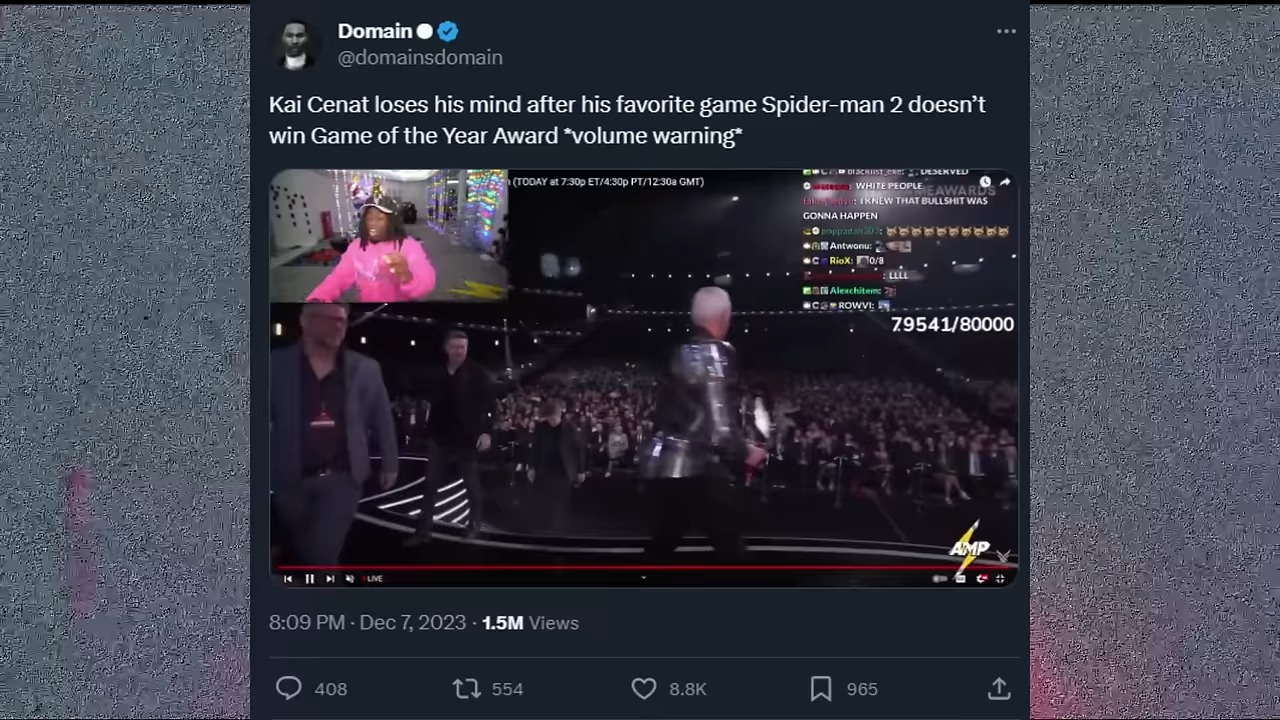 Domain
@domainsdomain
Kai Cenat loses his mind after his favorite game Spider-man 2 doesn’t
win Game of the Year Award *volume warning*
(TODAY at 7:30p ET/4:30p PT/12:30a GMT)
DESERVED
WHITE PEOPLE
I KNEW THAT BULLSHIT WAS
GONNA HAPPEN
Antwonu:
RioX: 0/8
: LLLL
Alexchitem:
ROWVI:
79541/80000
AMP
LIVE
8:09 PM · Dec 7, 2023 · 1.5M Views
408 554 8.8K 965